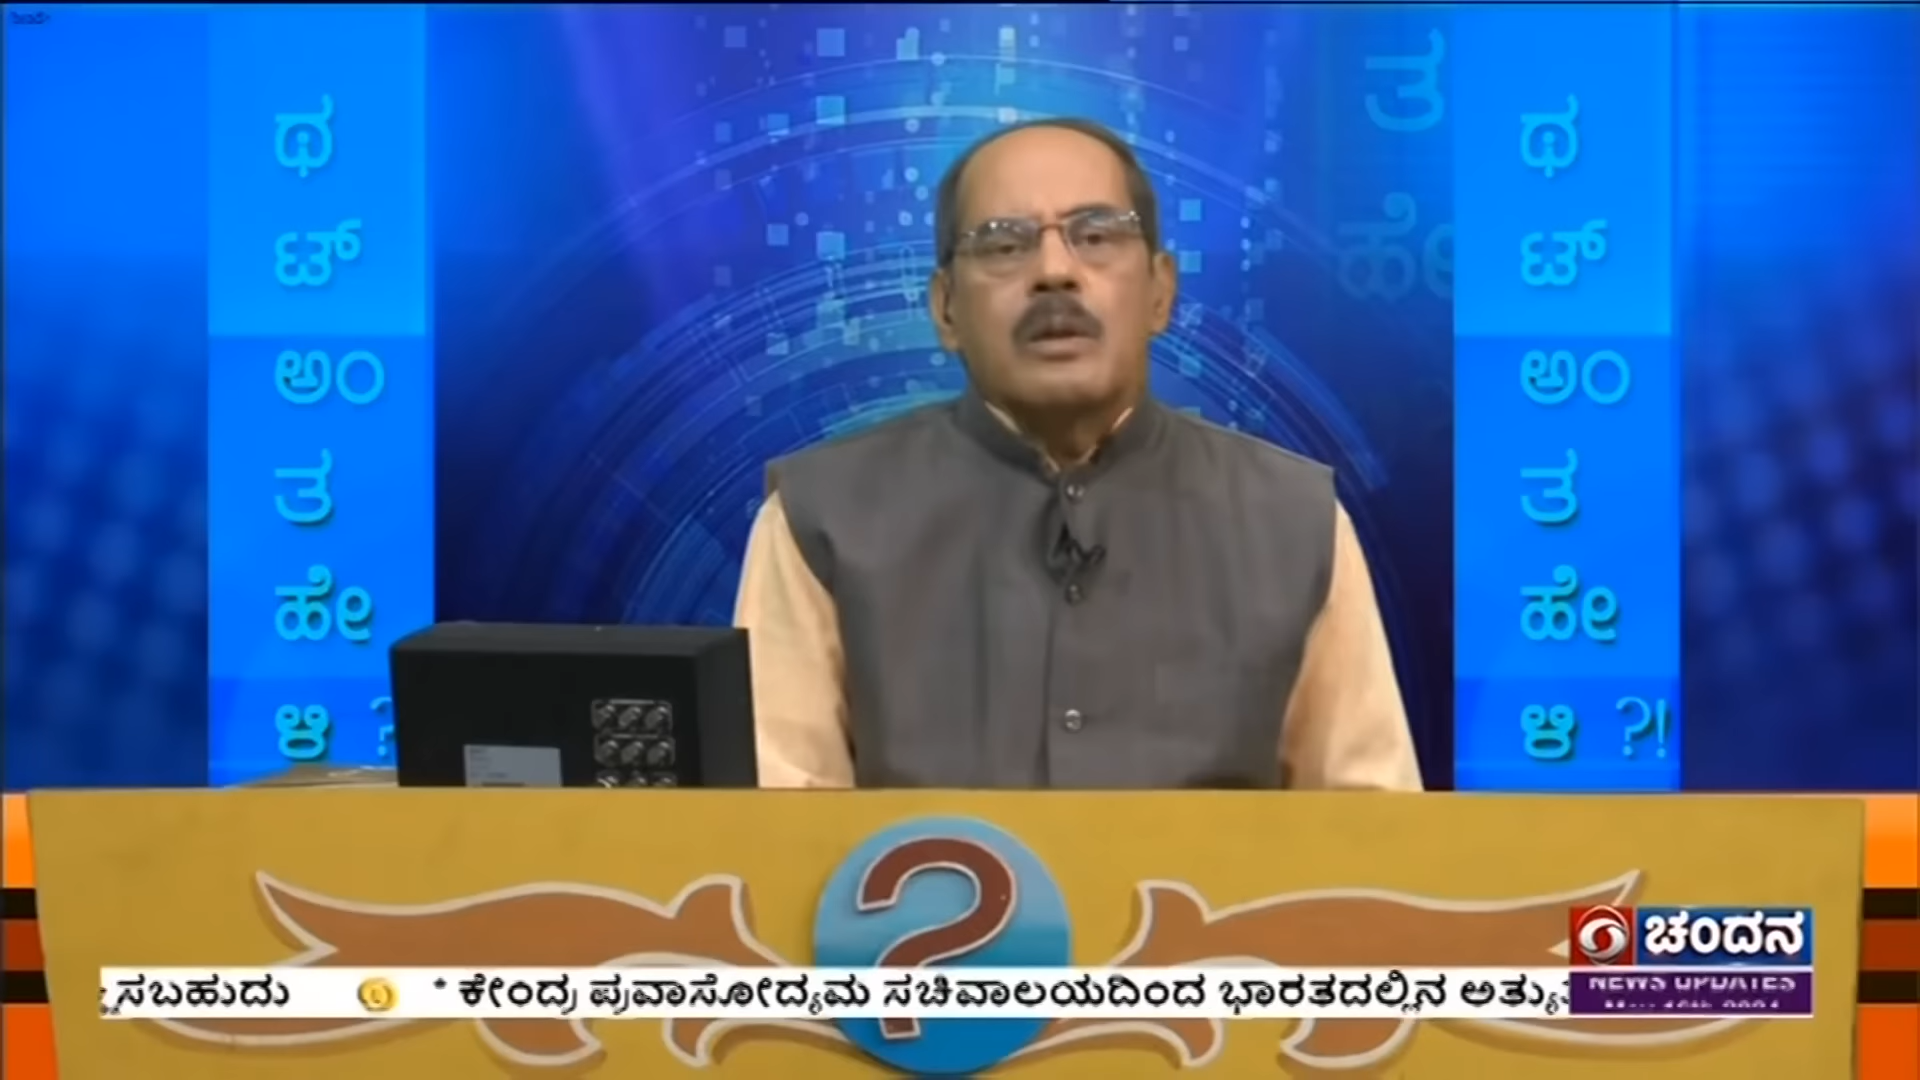 ಥ
ಟ್
ಅಂ
ತ
ಹೇ
ಳಿ ?
ತ
ಹೇ
ಥ
ಟ್
ಅಂ
ತ
ಹೇ
ಳಿ ?!
?
ಚಂದನ
NEWS UPDATES
ಸಬಹುದು * ಕೇಂದ್ರ ಪ್ರವಾಸೋದ್ಯಮ ಸಚಿವಾಲಯದಿಂದ ಭಾರತದಲ್ಲಿನ